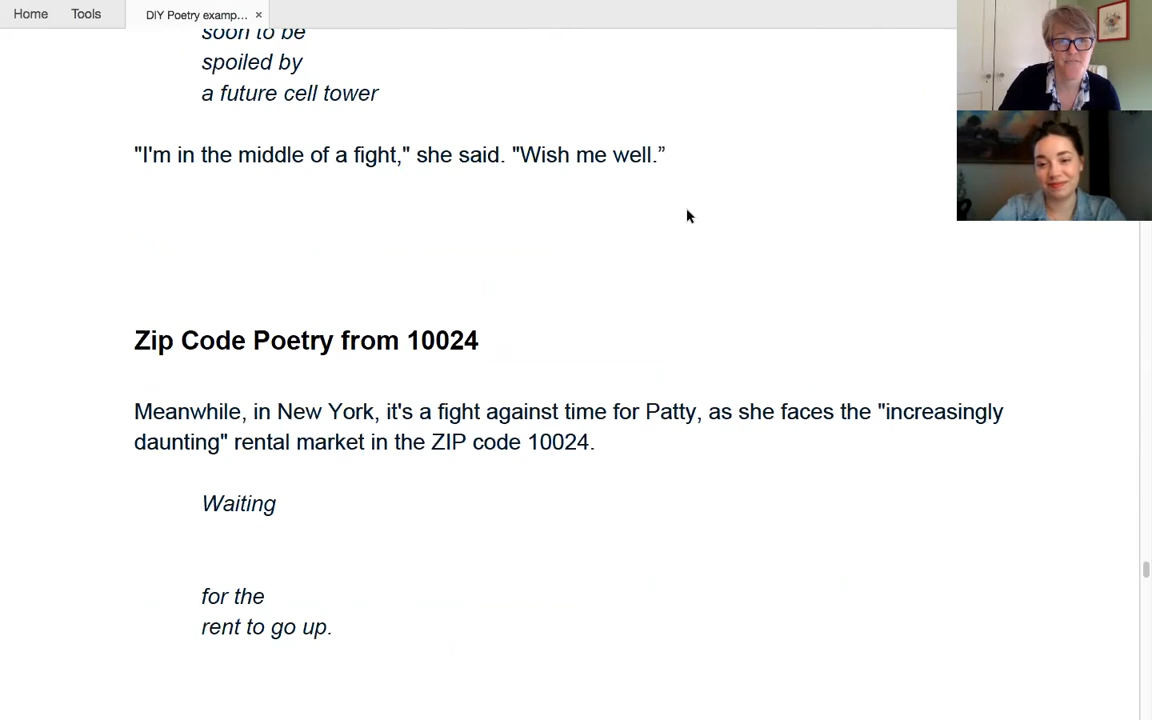 Home Tools DIY Poetry examp... ×
soon to be
spoiled by
a future cell tower
"I'm in the middle of a fight," she said. "Wish me well.”
Zip Code Poetry from 10024
Meanwhile, in New York, it's a fight against time for Patty, as she faces the "increasingly
daunting" rental market in the ZIP code 10024.
Waiting
for the
rent to go up.